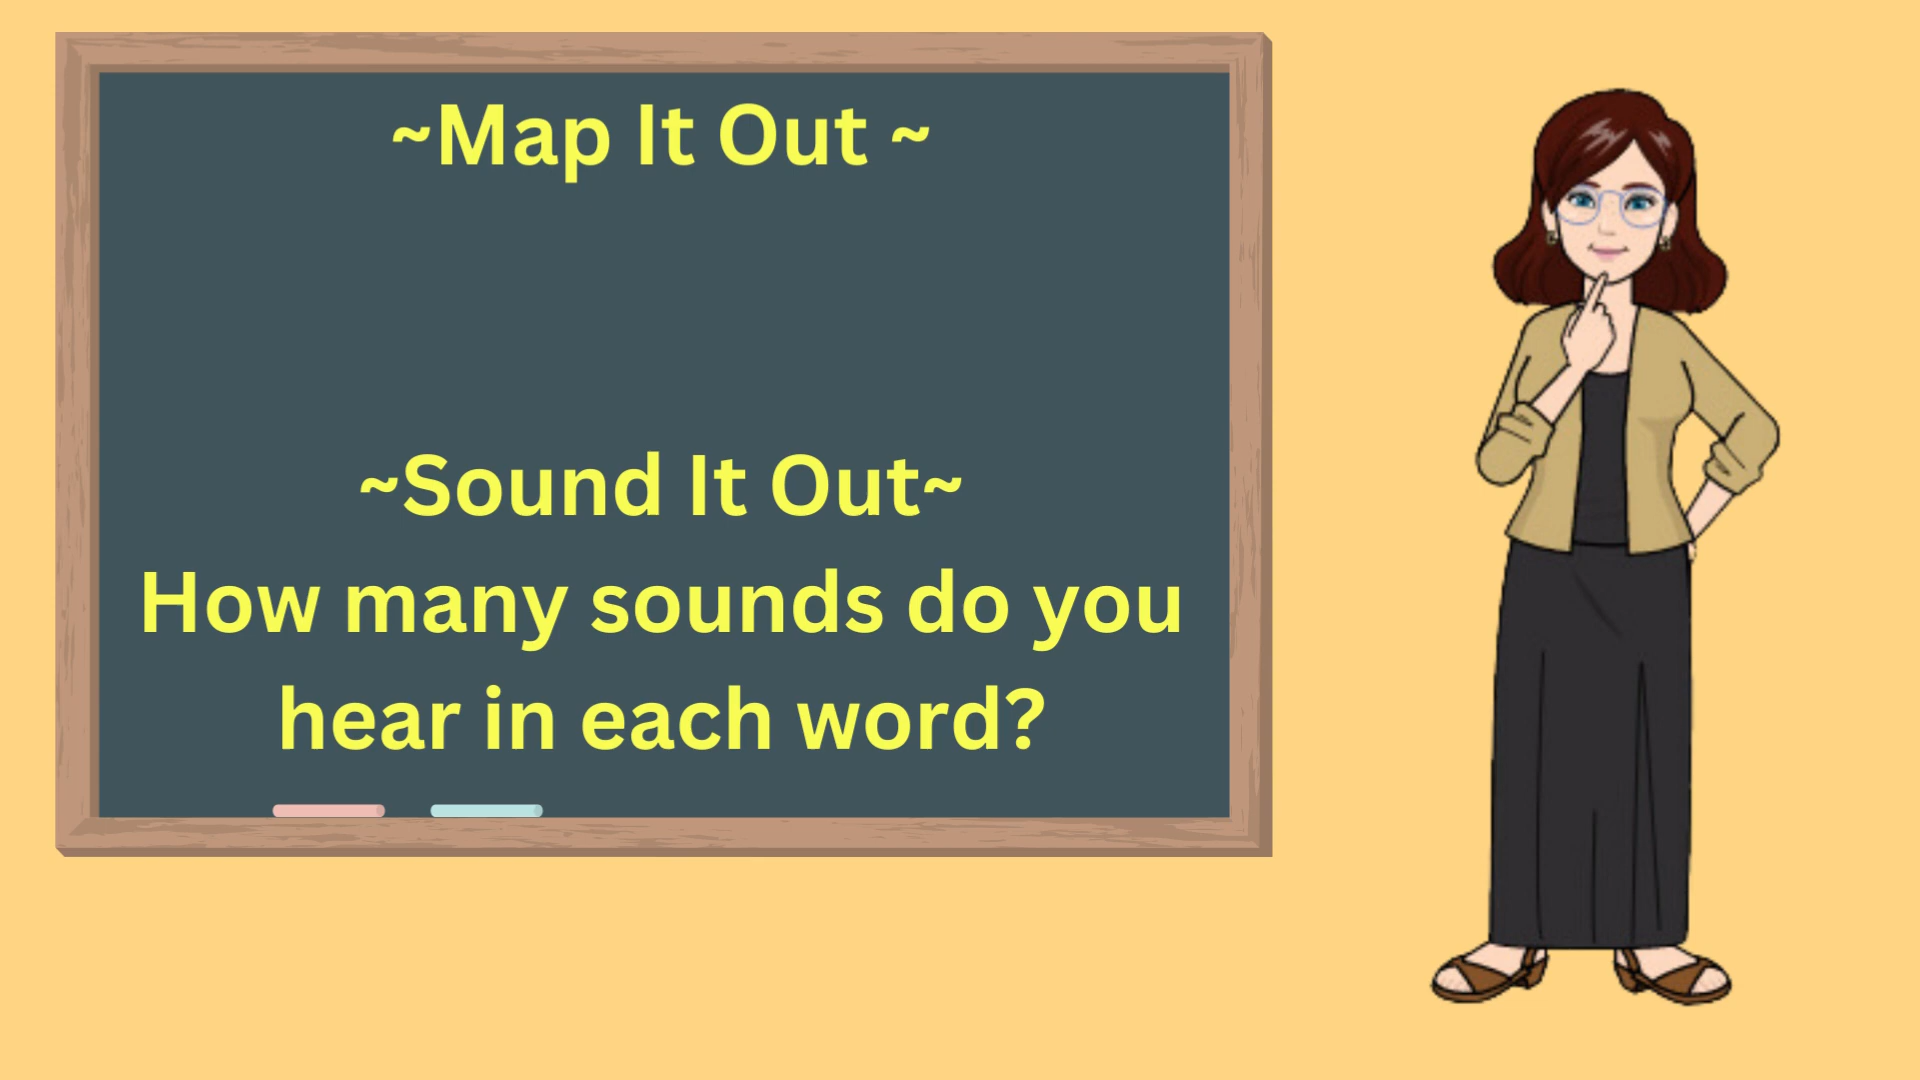 ~Map It Out ~
~Sound It Out~
How many sounds do you
hear in each word?